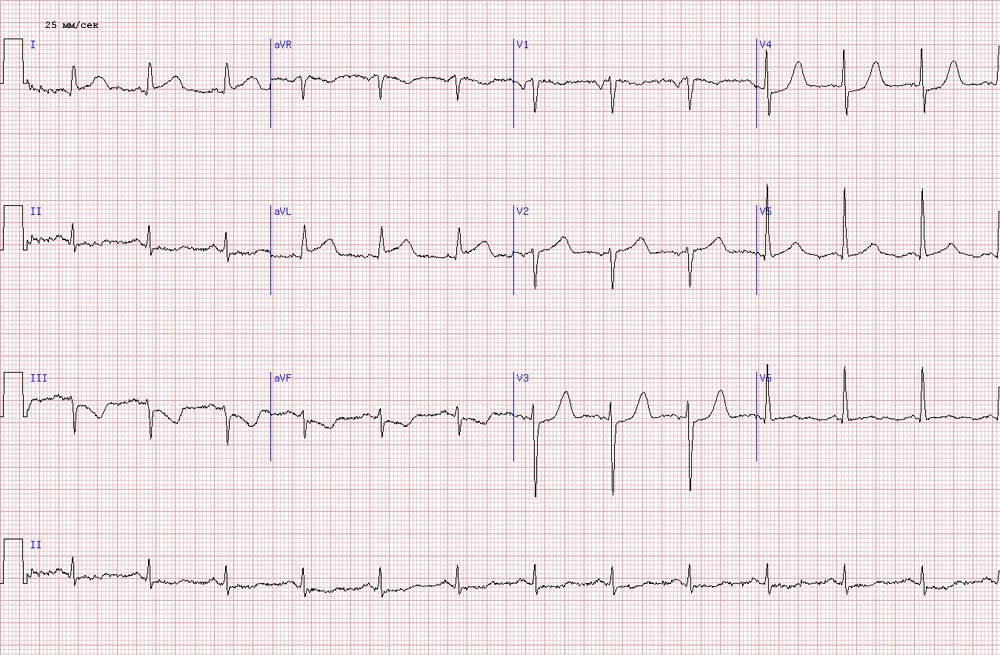 25 мм/сек
I aVR V1 V4
II aVL V2 V5
III aVF V3 V6
II